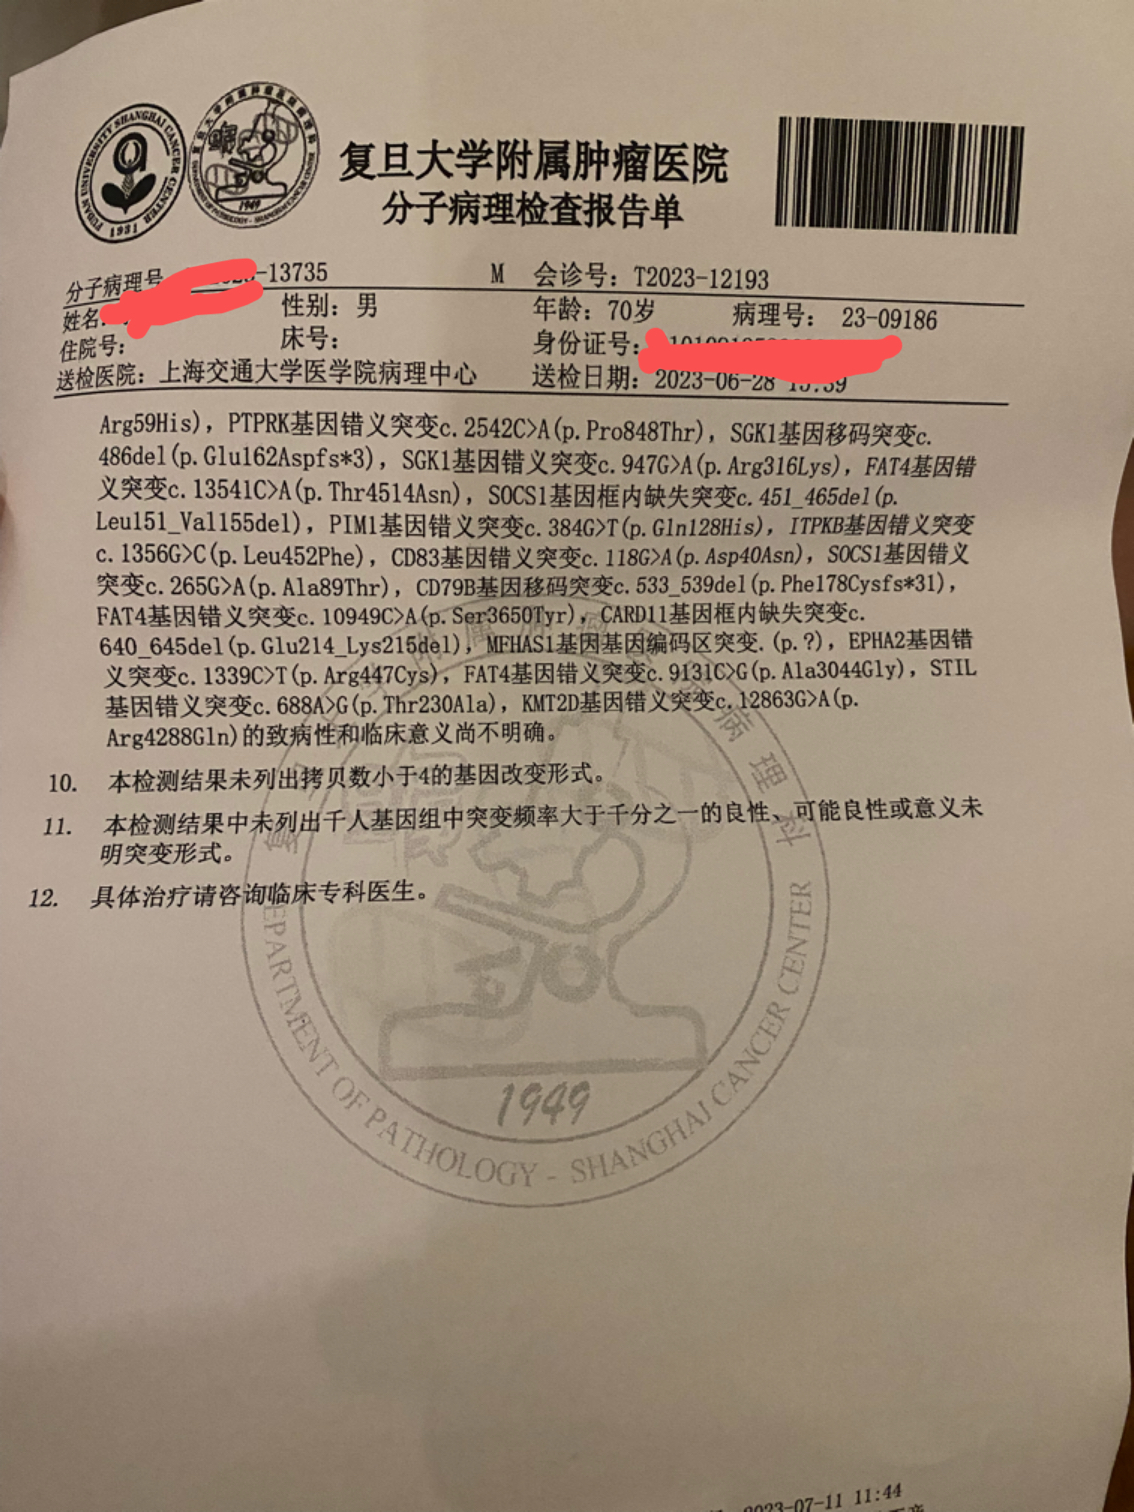 FUDAN UNIVERSITY SHANGHAI CANCER CENTER
1931
1949
复旦大学附属肿瘤医院
分子病理检查报告单
分子病理号 -13735 M 会诊号：T2023-12193
姓名： 性别：男 年龄：70岁 病理号： 23-09186
住院号： 床号： 身份证号：
送检医院：上海交通大学医学院病理中心 送检日期：2023-06-28 15:39
Arg59His)，PTPRK基因错义突变c.2542C>A(p.Pro848Thr)，SGK1基因移码突变c.
486del(p.Glu162Aspfs*3)，SGK1基因错义突变c.947G>A(p.Arg316Lys)，FAT4基因错
义突变c.13541C>A(p.Thr4514Asn)，SOCS1基因框内缺失突变c.451_465del(p.
Leu151_Val155del)，PIM1基因错义突变c.384G>T(p.Gln128His)，ITPKB基因错义突变
c.1356G>C(p.Leu452Phe)，CD83基因错义突变c.118G>A(p.Asp40Asn)，SOCS1基因错义
突变c.265G>A(p.Ala89Thr)，CD79B基因移码突变c.533_539del(p.Phe178Cysfs*31)，
FAT4基因错义突变c.10949C>A(p.Ser3650Tyr)，CARD11基因框内缺失突变c.
640_645del(p.Glu214_Lys215del)，MFHAS1基因基因编码区突变.(p.?)，EPHA2基因错
义突变c.1339C>T(p.Arg447Cys)，FAT4基因错义突变c.9131C>G(p.Ala3044Gly)，STIL
基因错义突变c.688A>G(p.Thr230Ala)，KMT2D基因错义突变c.12863G>A(p.
Arg4288Gln)的致病性和临床意义尚不明确。
10. 本检测结果未列出拷贝数小于4的基因改变形式。
11. 本检测结果中未列出千人基因组中突变频率大于千分之一的良性、可能良性或意义未
明突变形式。
12. 具体治疗请咨询临床专科医生。
病理科
DEPARTMENT OF PATHOLOGY - SHANGHAI CANCER CENTER
1949
2023-07-11 11:44